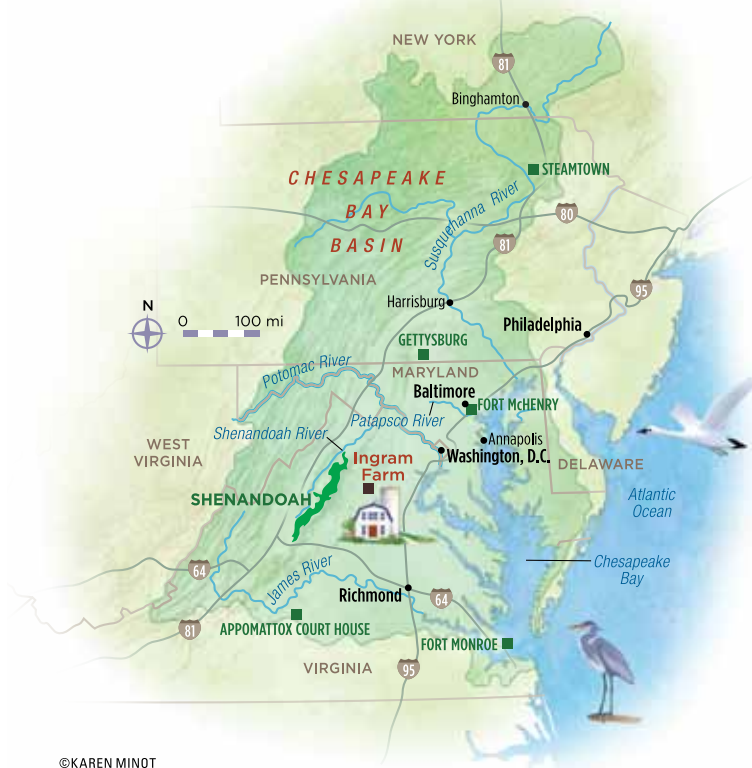 NEW YORK
81
Binghamton
STEAMTOWN
CHESAPEAKE
BAY
BASIN
Susquehanna River
80
81
PENNSYLVANIA
95
N
0 100 mi
Harrisburg
Philadelphia
GETTYSBURG
Potomac River
MARYLAND
Baltimore
FORT McHENRY
Patapsco River
Shenandoah River
Annapolis
WEST
VIRGINIA
Washington, D.C.
Ingram
Farm
DELAWARE
SHENANDOAH
Atlantic
Ocean
Chesapeake
Bay
64
James River
Richmond
64
81
APPOMATTOX COURT HOUSE
FORT MONROE
VIRGINIA
95
©KAREN MINOT